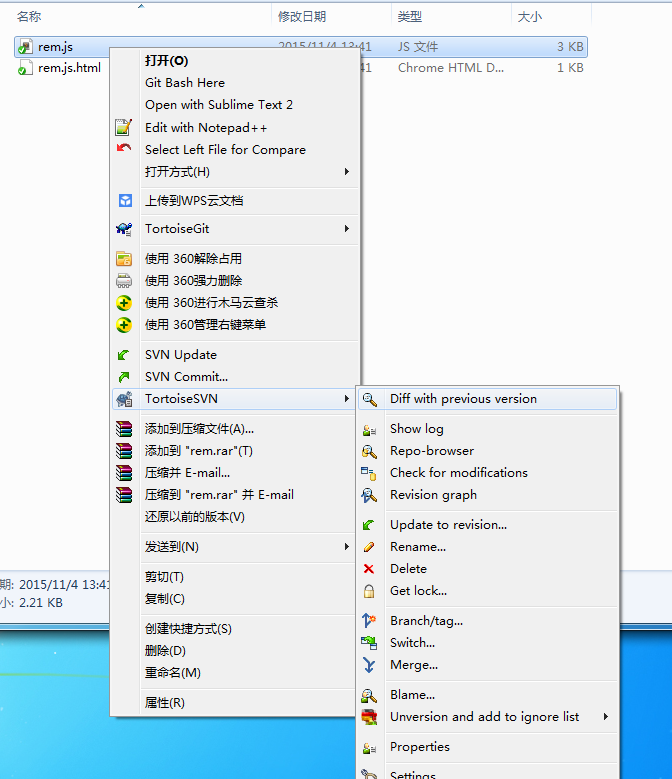 名称 修改日期 类型 大小
rem.js 2015/11/4 13:41 JS 文件 3 KB
rem.js.html 41 Chrome HTML D... 1 KB
打开(O)
Git Bash Here
Open with Sublime Text 2
Edit with Notepad++
Select Left File for Compare
打开方式(H)
上传到WPS云文档
TortoiseGit
使用 360解除占用
使用 360强力删除
使用 360进行木马云查杀
使用 360管理右键菜单
SVN Update
SVN Commit...
TortoiseSVN
添加到压缩文件(A)...
添加到 "rem.rar"(T)
压缩并 E-mail...
压缩到 "rem.rar" 并 E-mail
还原以前的版本(V)
发送到(N)
剪切(T)
复制(C)
创建快捷方式(S)
删除(D)
重命名(M)
属性(R)
Diff with previous version
Show log
Repo-browser
Check for modifications
Revision graph
Update to revision...
Rename...
Delete
Get lock...
Branch/tag...
Switch...
Merge...
Blame...
Unversion and add to ignore list
Properties
Settings
期: 2015/11/4 13:41
小: 2.21 KB